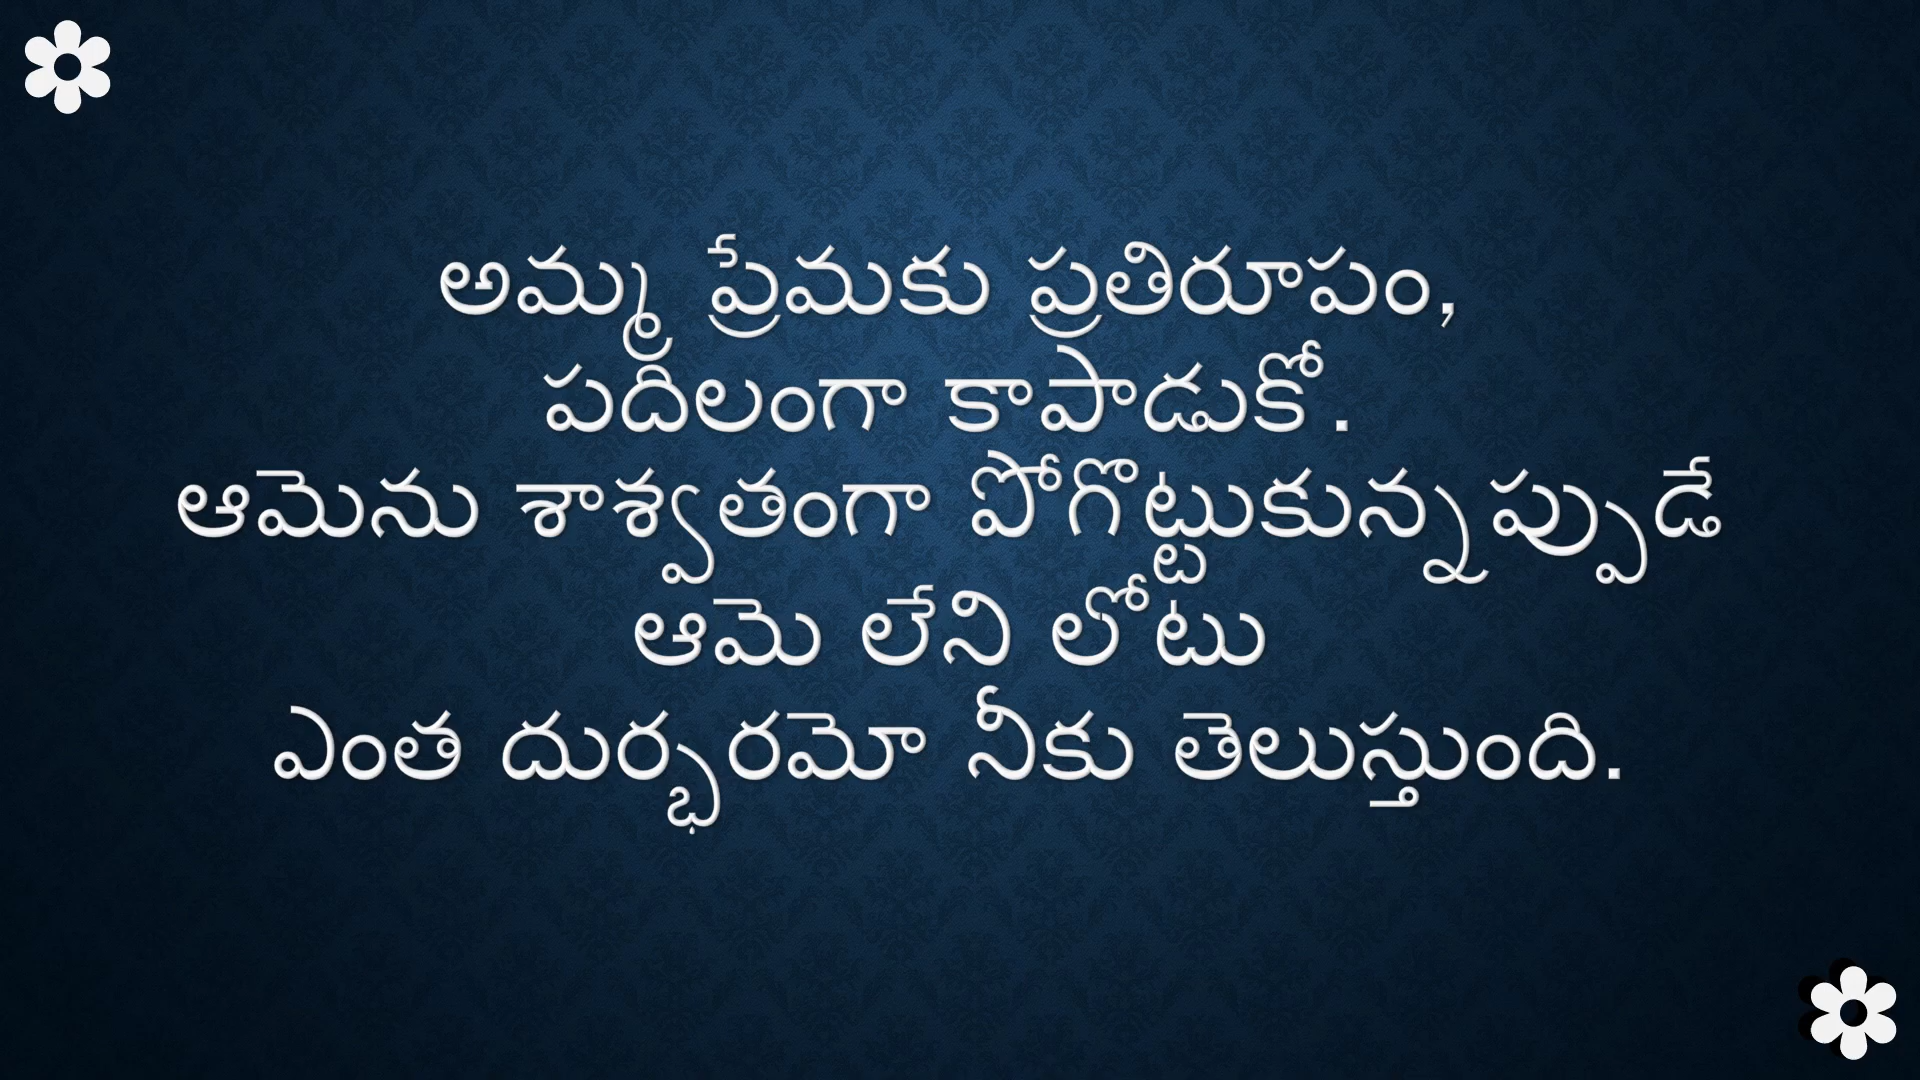 అమ్మ ప్రేమకు ప్రతిరూపం,
పదిలంగా కాపాడుకో.
ఆమెను శాశ్వతంగా పోగొట్టుకున్నప్పుడే
ఆమె లేని లోటు
ఎంత దుర్భరమో నీకు తెలుస్తుంది.